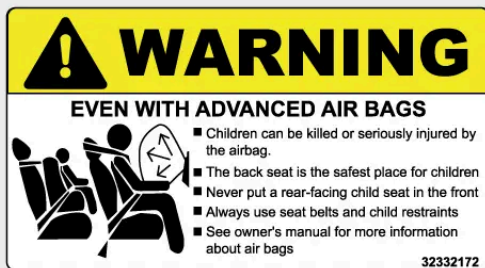 WARNING
EVEN WITH ADVANCED AIR BAGS
■ Children can be killed or seriously injured by
the airbag.
■ The back seat is the safest place for children
■ Never put a rear-facing child seat in the front
■ Always use seat belts and child restraints
■ See owner's manual for more information
about air bags
32332172